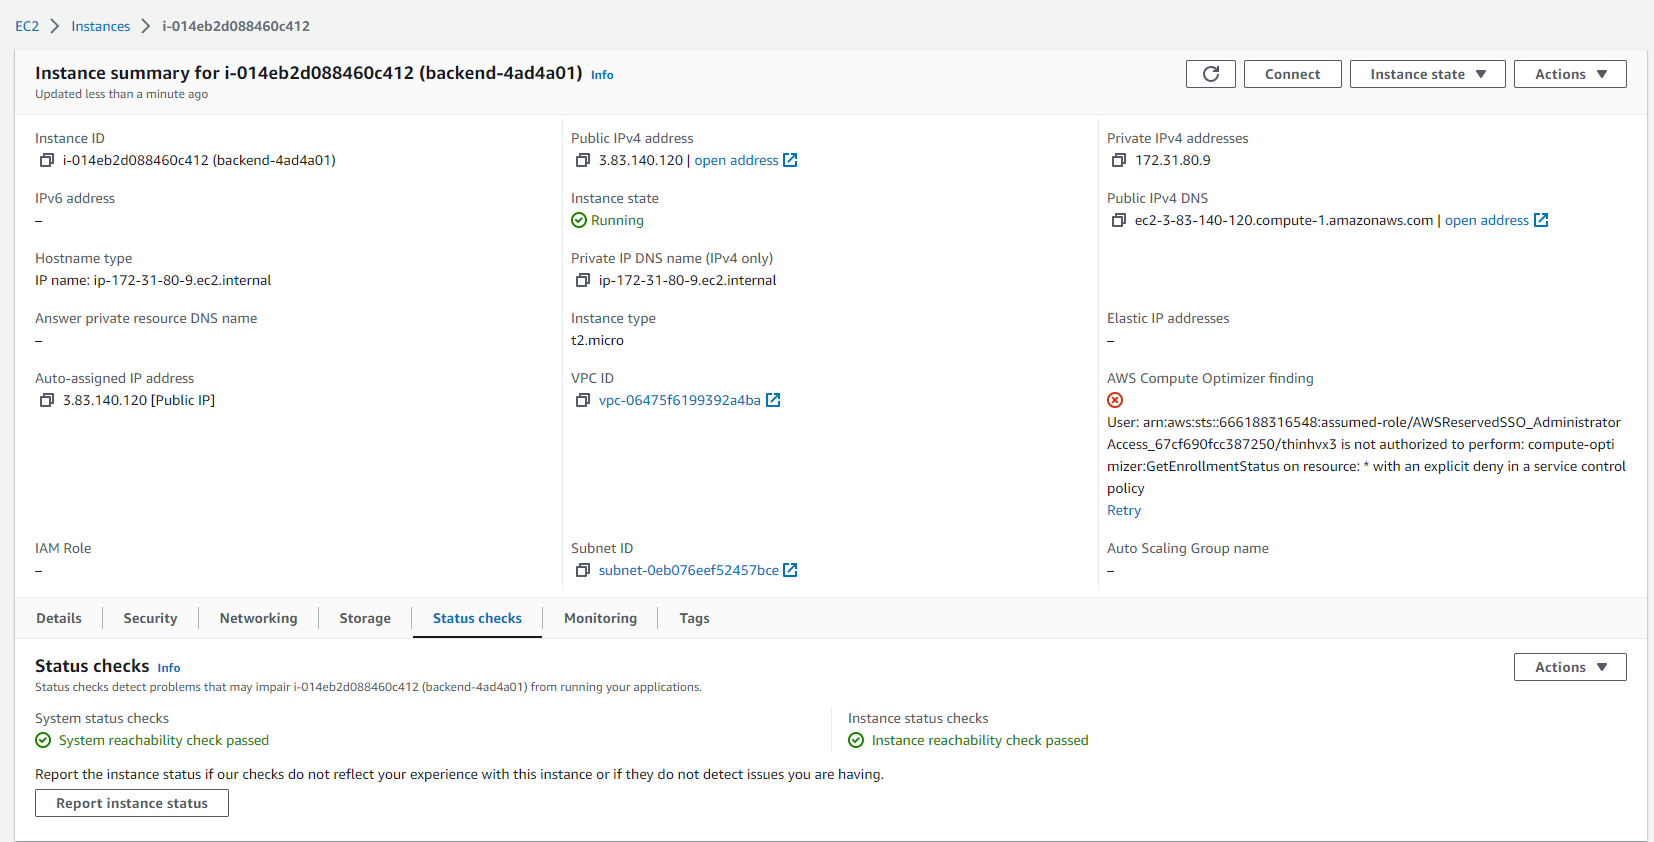 EC2 > Instances > i-014eb2d088460c412
Instance summary for i-014eb2d088460c412 (backend-4ad4a01) Info
Updated less than a minute ago
Connect
Instance state
Actions
Instance ID
i-014eb2d088460c412 (backend-4ad4a01)
Public IPv4 address
3.83.140.120 | open address
Private IPv4 addresses
172.31.80.9
IPv6 address
–
Instance state
Running
Public IPv4 DNS
ec2-3-83-140-120.compute-1.amazonaws.com | open address
Hostname type
IP name: ip-172-31-80-9.ec2.internal
Private IP DNS name (IPv4 only)
ip-172-31-80-9.ec2.internal
Answer private resource DNS name
–
Instance type
t2.micro
Elastic IP addresses
–
Auto-assigned IP address
3.83.140.120 [Public IP]
VPC ID
vpc-06475f6199392a4ba
AWS Compute Optimizer finding
User: arn:aws:sts::666188316548:assumed-role/AWSReservedSSO_Administrator
Access_67cf690fcc387250/thinhvx3 is not authorized to perform: compute-opti
mizer:GetEnrollmentStatus on resource: * with an explicit deny in a service control
policy
Retry
IAM Role
–
Subnet ID
subnet-0eb076eef52457bce
Auto Scaling Group name
–
Details
Security
Networking
Storage
Status checks
Monitoring
Tags
Status checks Info
Actions
Status checks detect problems that may impair i-014eb2d088460c412 (backend-4ad4a01) from running your applications.
System status checks
System reachability check passed
Instance status checks
Instance reachability check passed
Report the instance status if our checks do not reflect your experience with this instance or if they do not detect issues you are having.
Report instance status